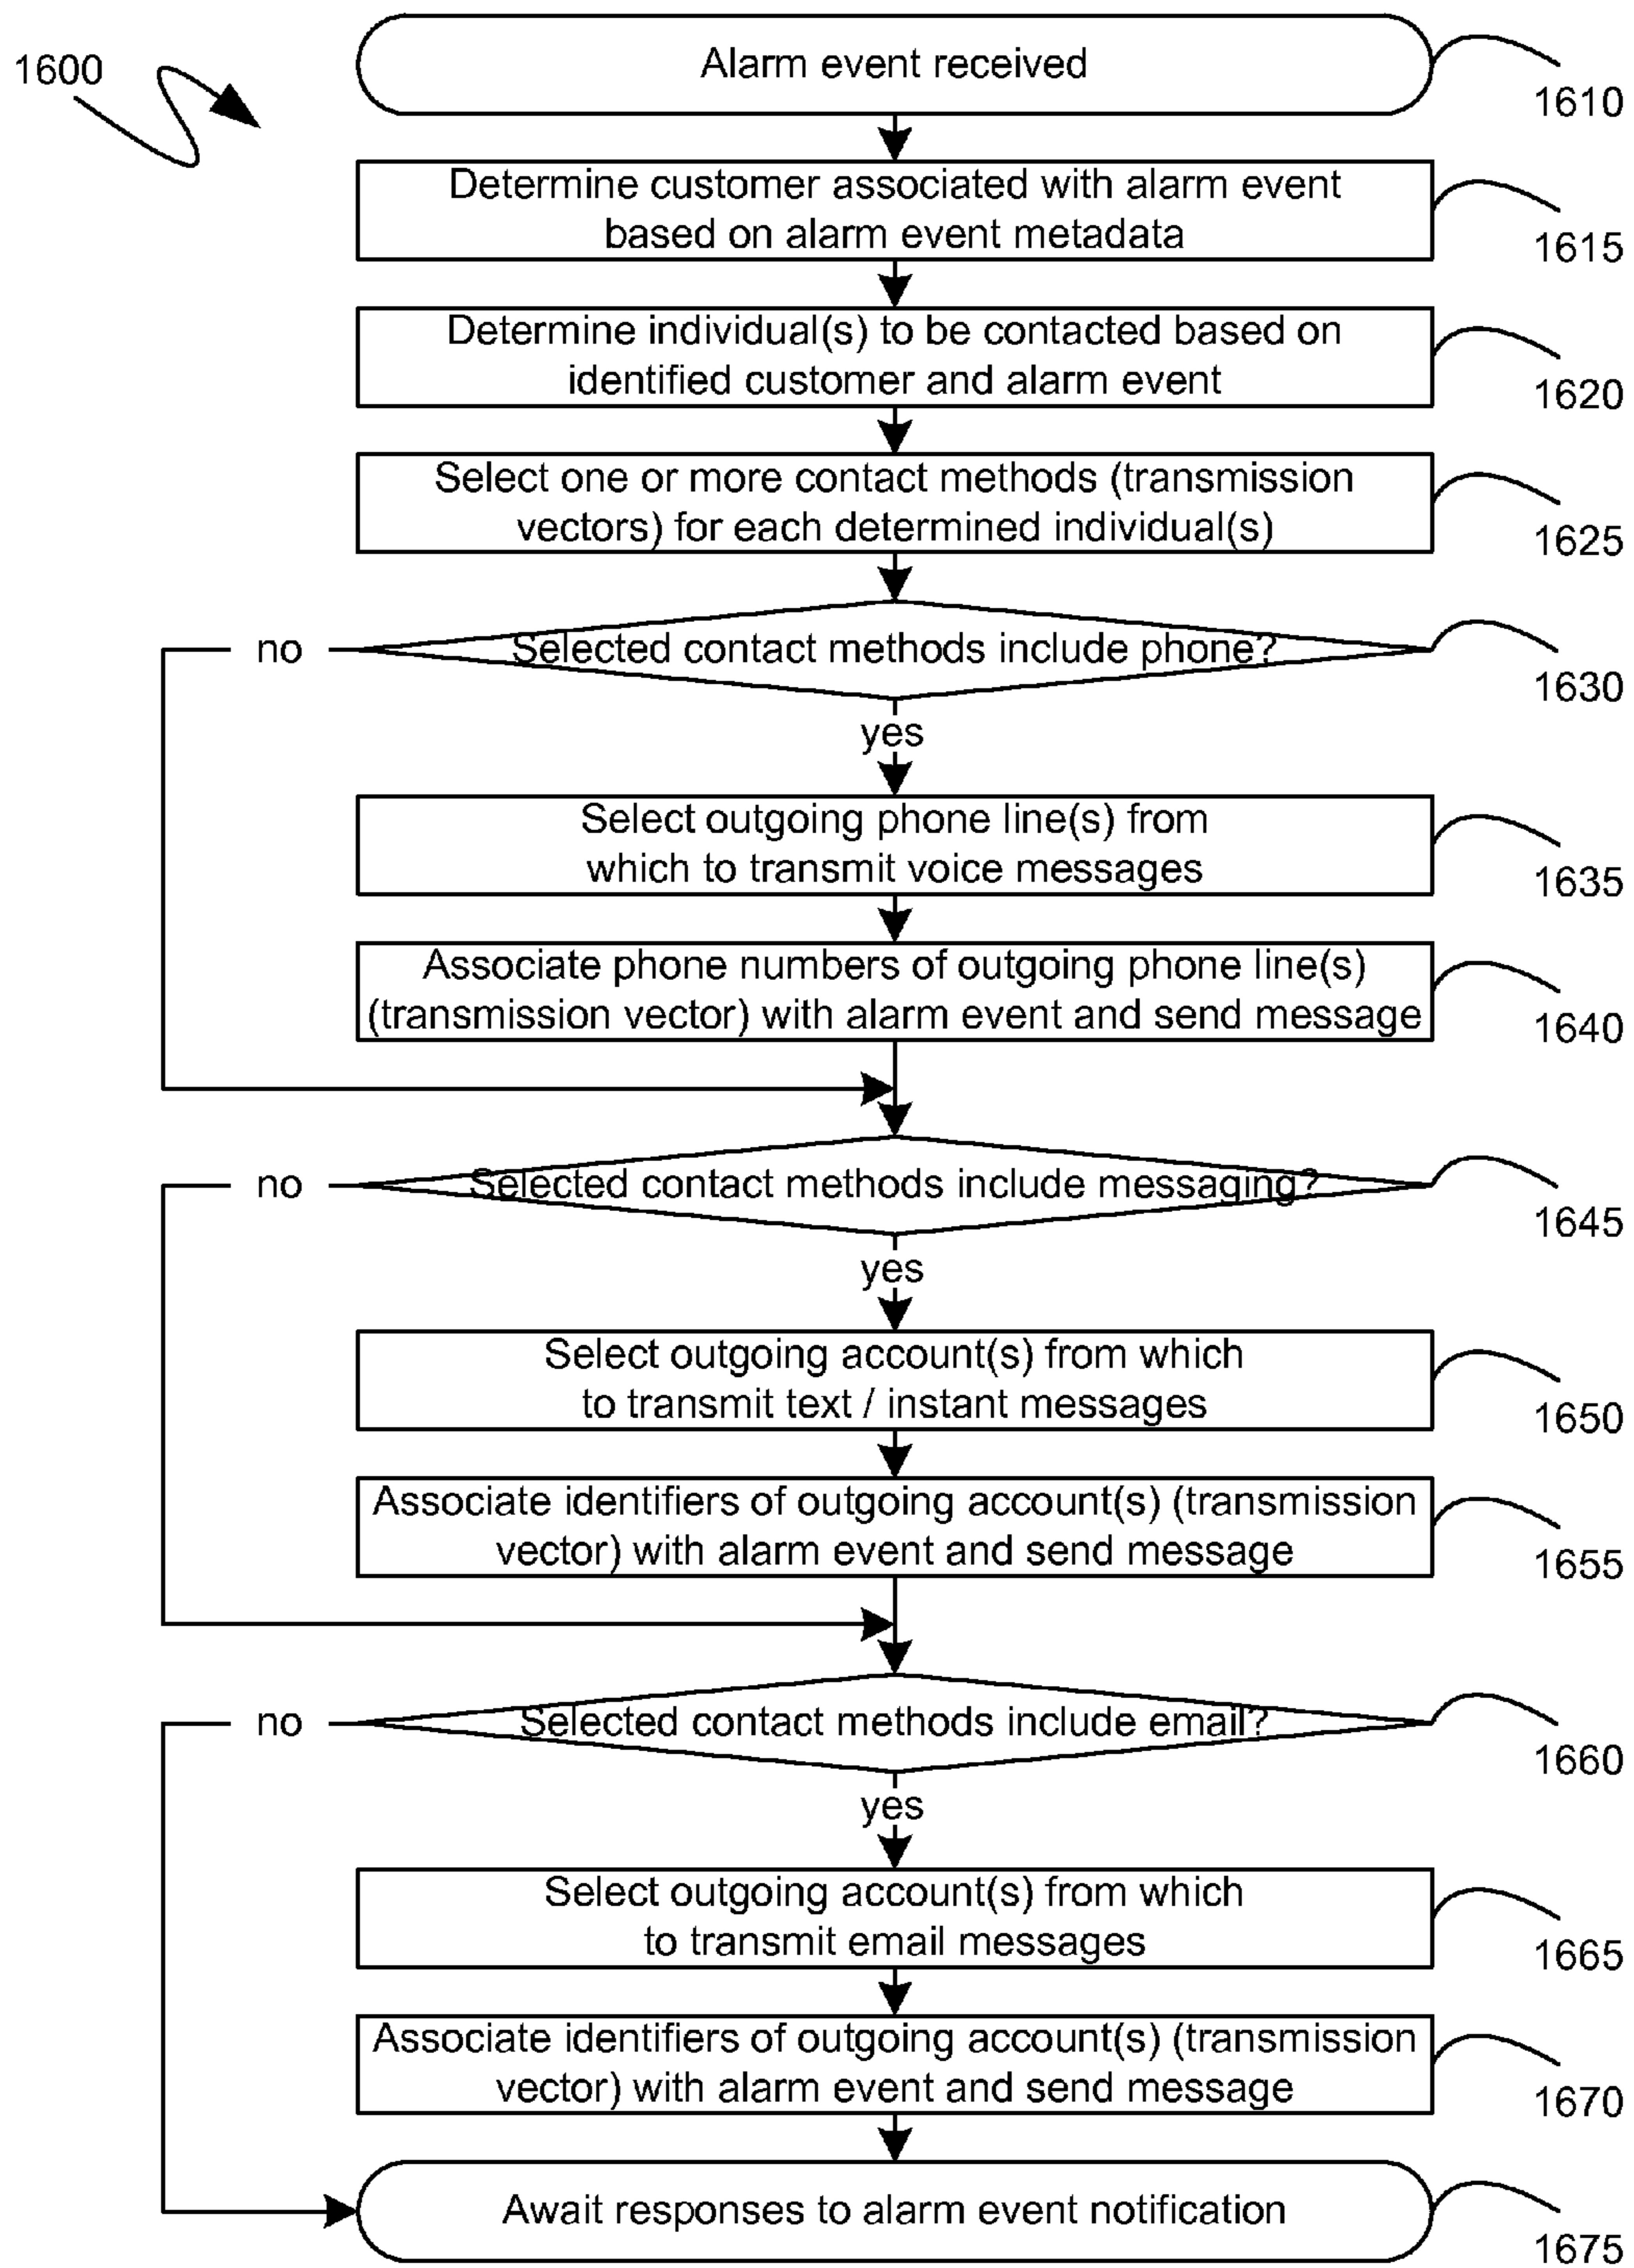 1600
Alarm event received
1610
Determine customer associated with alarm event
based on alarm event metadata
1615
Determine individual(s) to be contacted based on
identified customer and alarm event
1620
Select one or more contact methods (transmission
vectors) for each determined individual(s)
1625
no
Selected contact methods include phone?
1630
yes
Select outgoing phone line(s) from
which to transmit voice messages
1635
Associate phone numbers of outgoing phone line(s)
(transmission vector) with alarm event and send message
1640
no
Selected contact methods include messaging?
1645
yes
Select outgoing account(s) from which
to transmit text / instant messages
1650
Associate identifiers of outgoing account(s) (transmission
vector) with alarm event and send message
1655
no
Selected contact methods include email?
1660
yes
Select outgoing account(s) from which
to transmit email messages
1665
Associate identifiers of outgoing account(s) (transmission
vector) with alarm event and send message
1670
Await responses to alarm event notification
1675